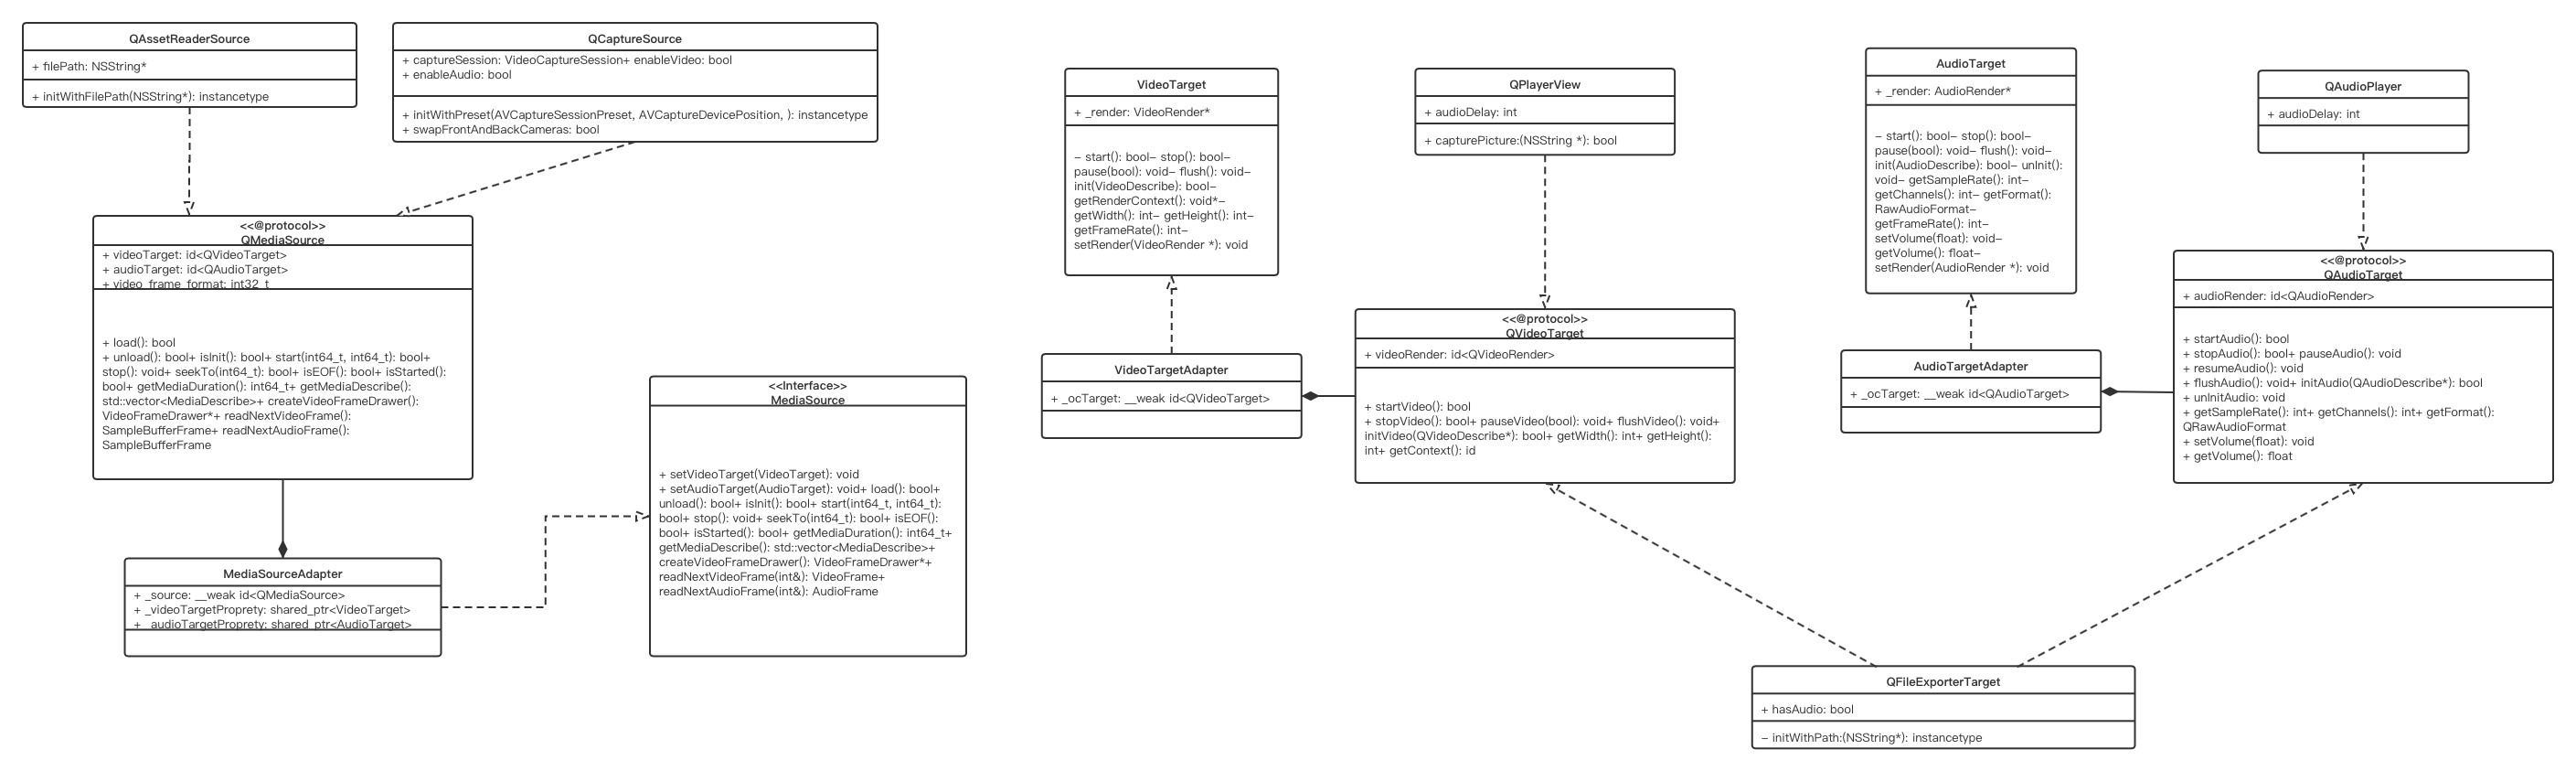 QAssetReaderSource
+ filePath: NSString*
+ initWithFilePath(NSString*): instancetype
QCaptureSource
+ captureSession: VideoCaptureSession+ enableVideo: bool
+ enableAudio: bool
+ initWithPreset(AVCaptureSessionPreset, AVCaptureDevicePosition, ): instancetype
+ swapFrontAndBackCameras: bool
<<@protocol>>
QMediaSource
+ videoTarget: id<QVideoTarget>
+ audioTarget: id<QAudioTarget>
+ video_frame_format: int32_t
+ load(): bool
+ unload(): bool+ isInit(): bool+ start(int64_t, int64_t): bool+
stop(): void+ seekTo(int64_t): bool+ isEOF(): bool+ isStarted():
bool+ getMediaDuration(): int64_t+ getMediaDescribe():
std::vector<MediaDescribe>+ createVideoFrameDrawer():
VideoFrameDrawer*+ readNextVideoFrame():
SampleBufferFrame+ readNextAudioFrame():
SampleBufferFrame
MediaSourceAdapter
+ _source: __weak id<QMediaSource>
+ _videoTargetProprety: shared_ptr<VideoTarget>
+ _audioTargetProprety: shared_ptr<AudioTarget>
<<Interface>>
MediaSource
+ setVideoTarget(VideoTarget): void
+ setAudioTarget(AudioTarget): void+ load(): bool+
unload(): bool+ isInit(): bool+ start(int64_t, int64_t):
bool+ stop(): void+ seekTo(int64_t): bool+ isEOF():
bool+ isStarted(): bool+ getMediaDuration(): int64_t+
getMediaDescribe(): std::vector<MediaDescribe>+
createVideoFrameDrawer(): VideoFrameDrawer*+
readNextVideoFrame(int&): VideoFrame+
readNextAudioFrame(int&): AudioFrame
VideoTarget
+ _render: VideoRender*
− start(): bool− stop(): bool−
pause(bool): void− flush(): void−
init(VideoDescribe): bool−
getRenderContext(): void*−
getWidth(): int− getHeight(): int−
getFrameRate(): int−
setRender(VideoRender *): void
VideoTargetAdapter
+ _ocTarget: __weak id<QVideoTarget>
QPlayerView
+ audioDelay: int
+ capturePicture:(NSString *): bool
<<@protocol>>
QVideoTarget
+ videoRender: id<QVideoRender>
+ startVideo(): bool
+ stopVideo(): bool+ pauseVideo(bool): void+ flushVideo(): void+
initVideo(QVideoDescribe*): bool+ getWidth(): int+ getHeight():
int+ getContext(): id
AudioTarget
+ _render: AudioRender*
− start(): bool− stop(): bool−
pause(bool): void− flush(): void−
init(AudioDescribe): bool− unInit():
void− getSampleRate(): int−
getChannels(): int− getFormat():
RawAudioFormat−
getFrameRate(): int−
setVolume(float): void−
getVolume(): float−
setRender(AudioRender *): void
AudioTargetAdapter
+ _ocTarget: __weak id<QAudioTarget>
QAudioPlayer
+ audioDelay: int
<<@protocol>>
QAudioTarget
+ audioRender: id<QAudioRender>
+ startAudio(): bool
+ stopAudio(): bool+ pauseAudio(): void
+ resumeAudio(): void
+ flushAudio(): void+ initAudio(QAudioDescribe*): bool
+ unInitAudio: void
+ getSampleRate(): int+ getChannels(): int+ getFormat():
QRawAudioFormat
+ setVolume(float): void
+ getVolume(): float
QFileExporterTarget
+ hasAudio: bool
− initWithPath:(NSString*): instancetype